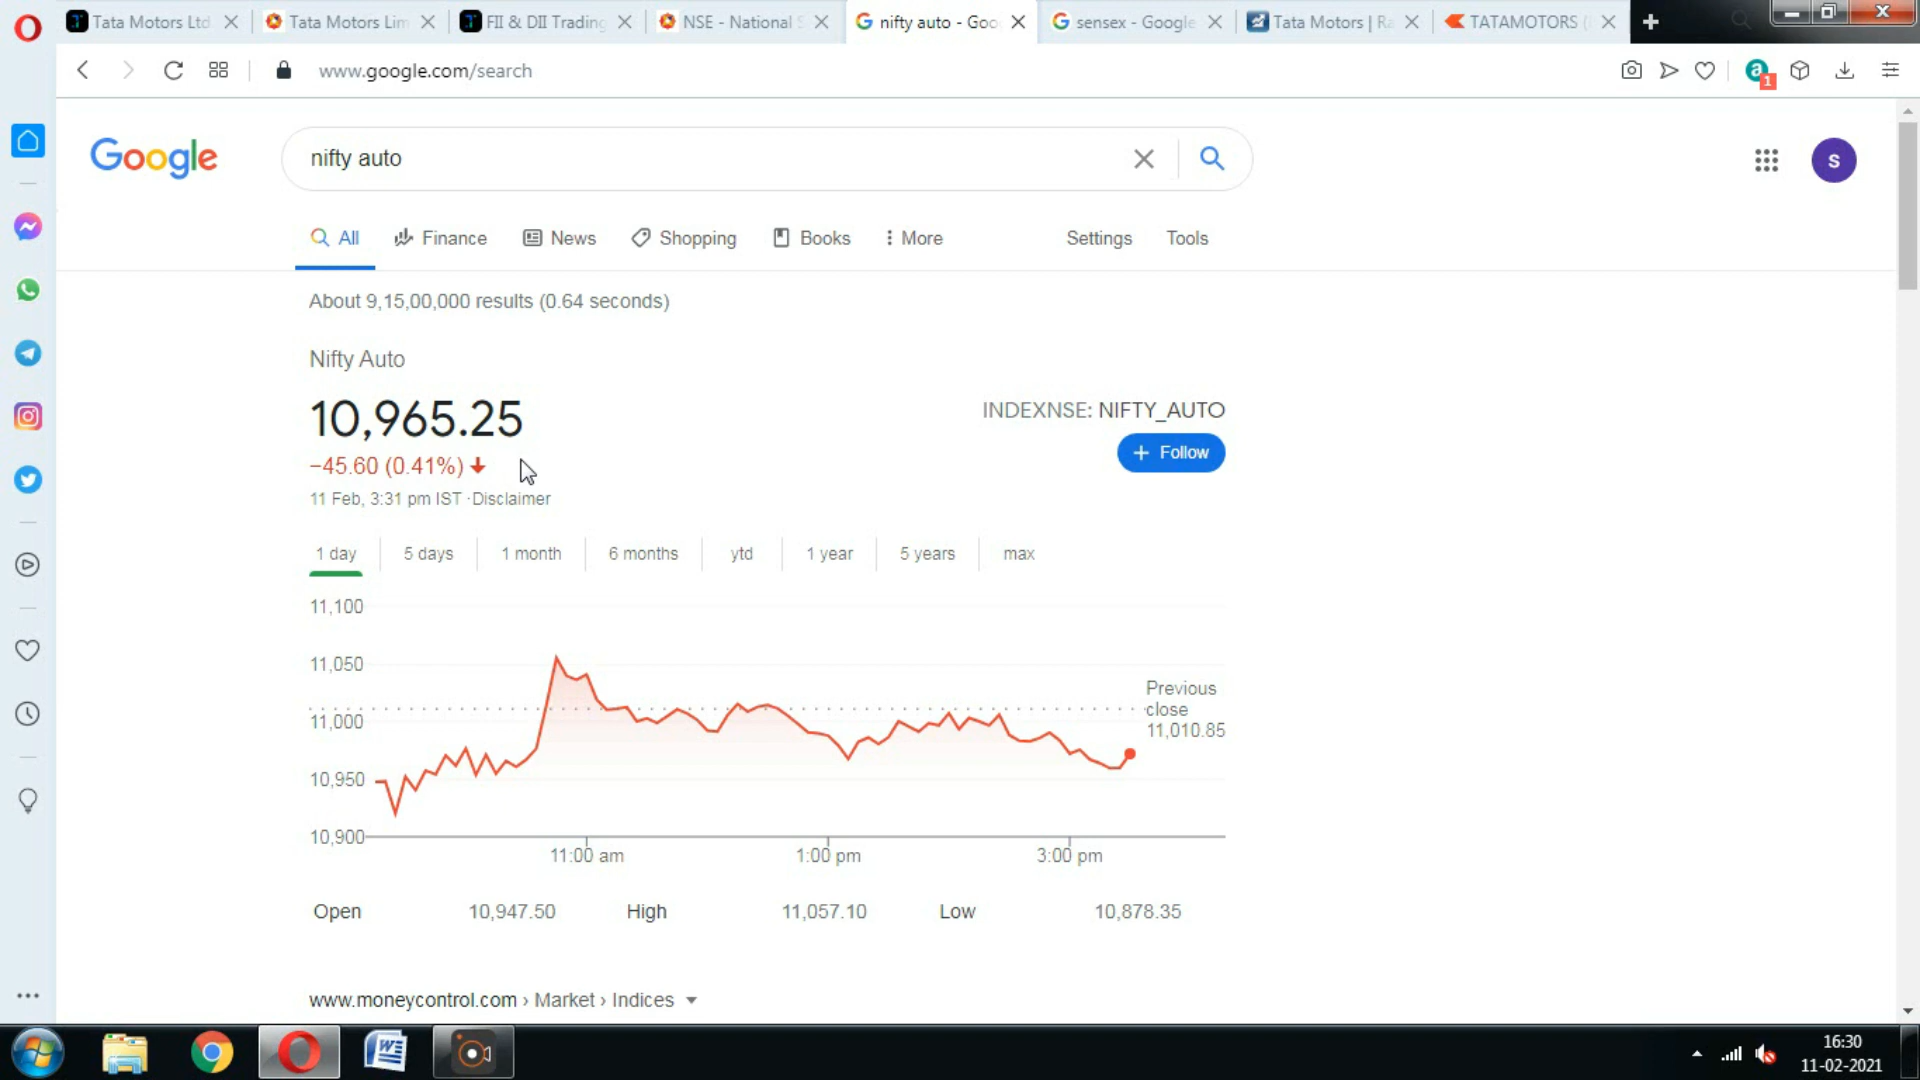 Tata Motors Ltd.
Tata Motors Lim
FII & DII Trading
NSE - National S
nifty auto - Goo
sensex - Google
Tata Motors | Ra
TATAMOTORS (
www.google.com/search
a
1
Google
nifty auto
s
All
Finance
News
Shopping
Books
More
Settings
Tools
About 9,15,00,000 results (0.64 seconds)
Nifty Auto
10,965.25
INDEXNSE: NIFTY_AUTO
−45.60 (0.41%)
+ Follow
11 Feb, 3:31 pm IST · Disclaimer
1 day
5 days
1 month
6 months
ytd
1 year
5 years
max
11,100
11,050
11,000
10,950
10,900
Previous
close
11,010.85
11:00 am
1:00 pm
3:00 pm
Open 10,947.50 High 11,057.10 Low 10,878.35
www.moneycontrol.com › Market › Indices
16:30
11-02-2021